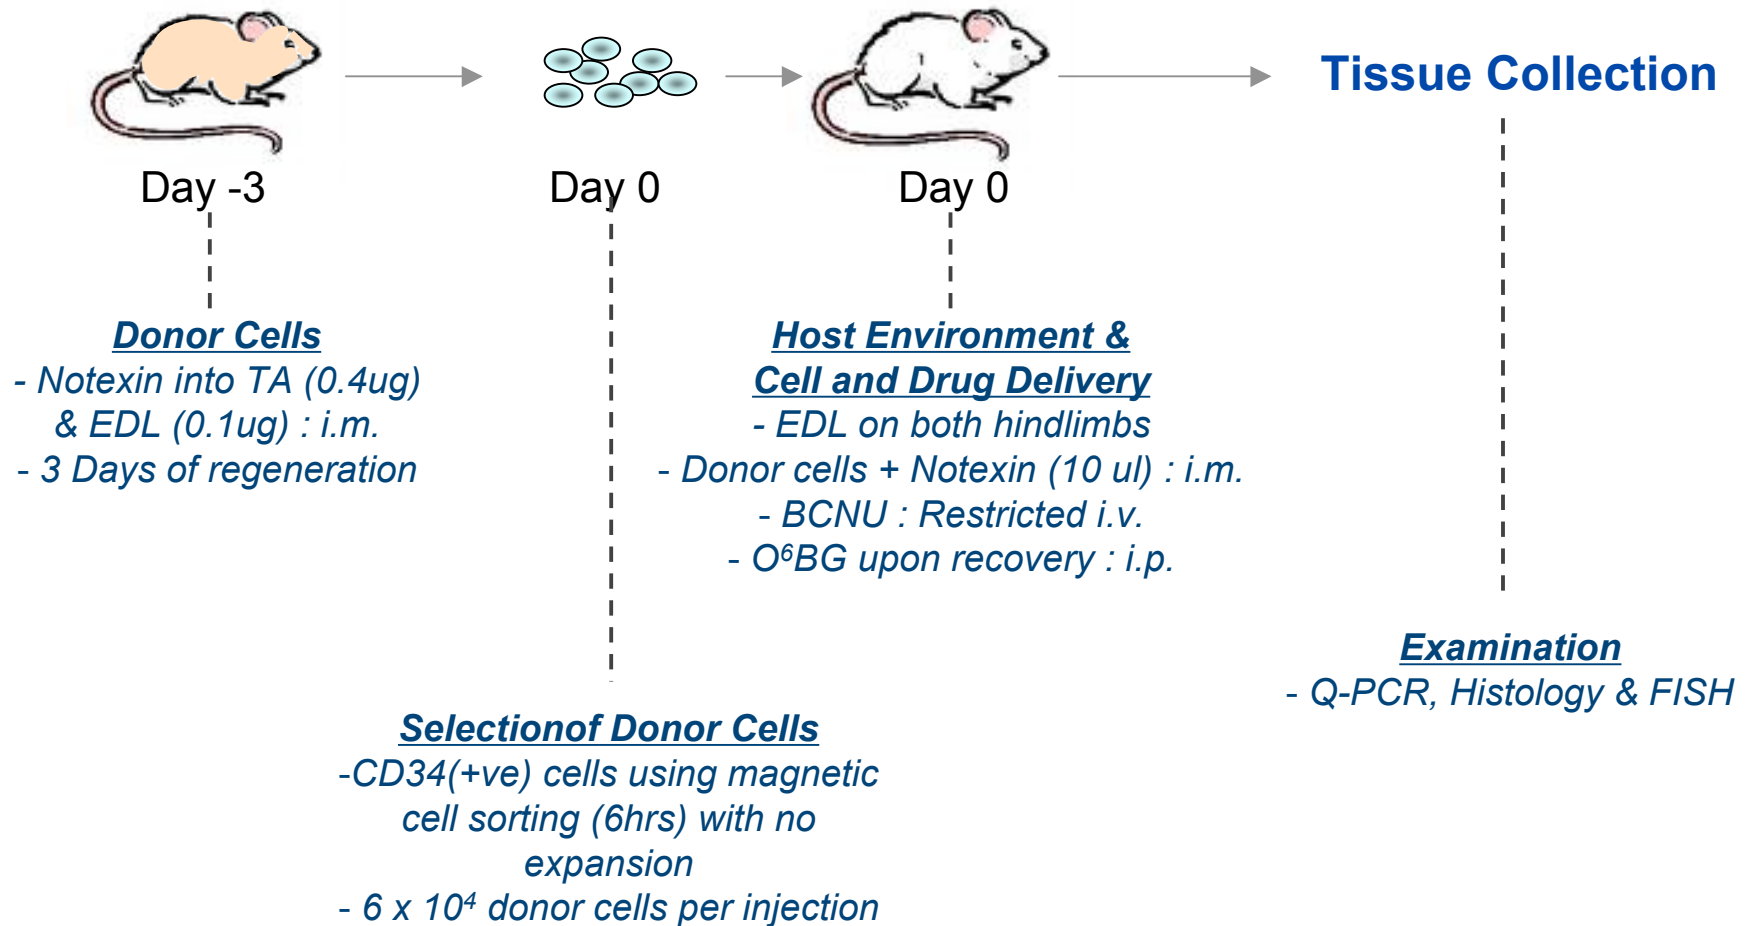 Tissue Collection
Day -3
Day 0
Day 0
Donor Cells
- Notexin into TA (0.4ug)
& EDL (0.1ug) : i.m.
- 3 Days of regeneration
Host Environment &
Cell and Drug Delivery
- EDL on both hindlimbs
- Donor cells + Notexin (10 ul) : i.m.
- BCNU : Restricted i.v.
- O⁶BG upon recovery : i.p.
Examination
- Q-PCR, Histology & FISH
Selectionof Donor Cells
-CD34(+ve) cells using magnetic
cell sorting (6hrs) with no
expansion
- 6 x 10⁴ donor cells per injection